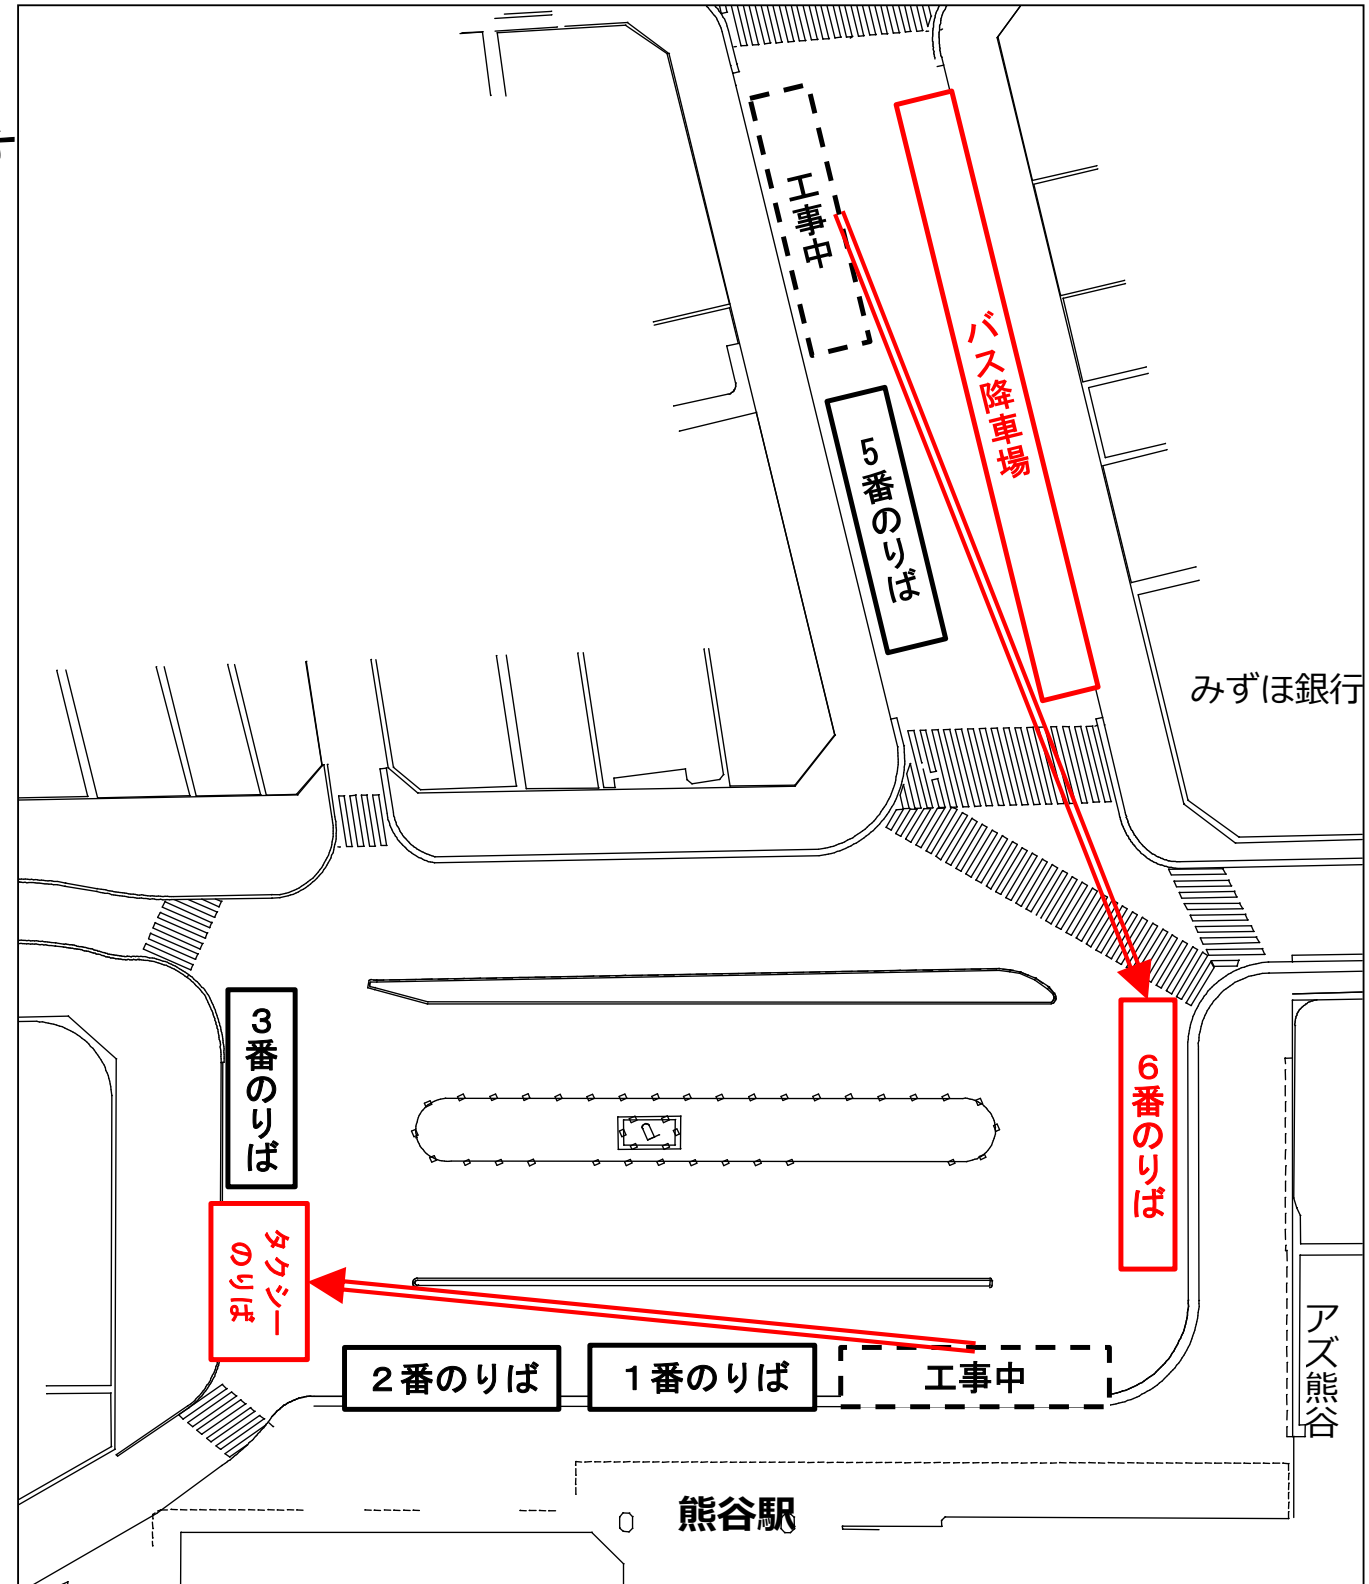 工事中
バス降車場
5番のりば
みずほ銀行
3番のりば
6番のりば
タクシー
のりば
2番のりば
1番のりば
工事中
アズ熊谷
熊谷駅